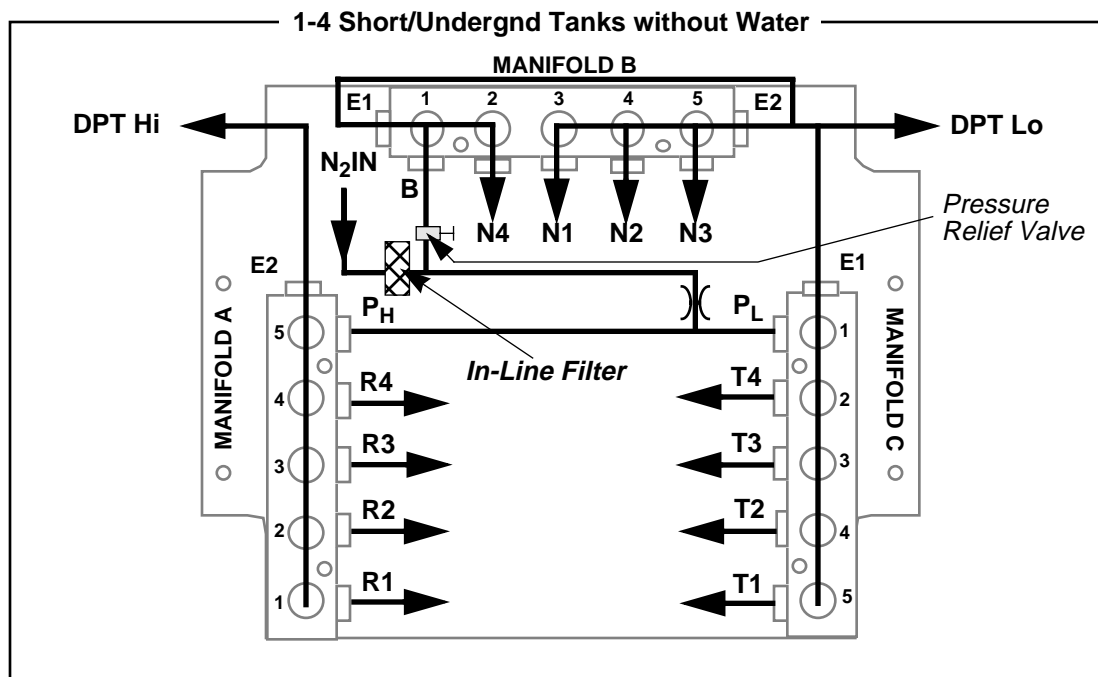 1-4 Short/Undergnd Tanks without Water
MANIFOLD B
E1
1
2
3
4
5
E2
DPT Hi
DPT Lo
N2IN
B
N4
N1
N2
N3
Pressure
Relief Valve
E2
E1
MANIFOLD A
PH
PL
MANIFOLD C
5
1
In-Line Filter
4
R4
T4
2
3
R3
T3
3
2
R2
T2
4
1
R1
T1
5